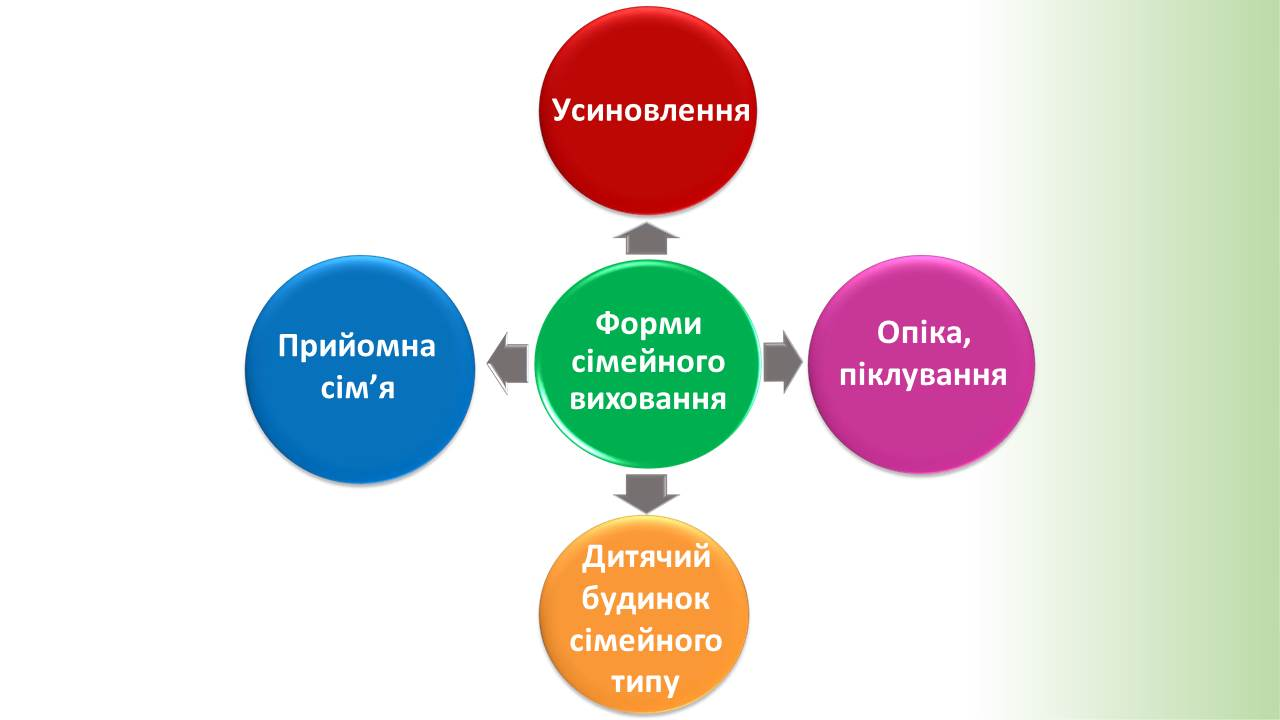 Усиновлення
Прийомна
сім’я
Форми
сімейного
виховання
Опіка,
піклування
Дитячий
будинок
сімейного
типу